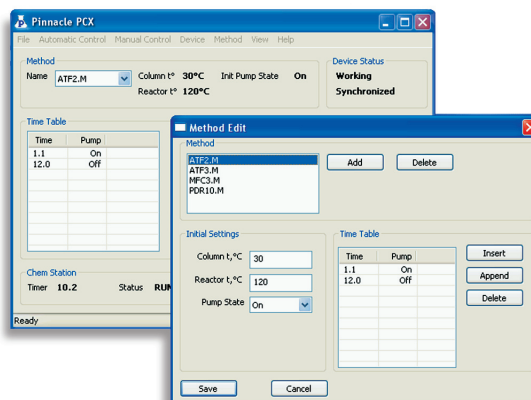 Pinnacle PCX
File Automatic Control Manual Control Device Method View Help
Method
Name ATF2.M Column t° 30°C Init Pump State On
Reactor t° 120°C
Device Status
Working
Synchronized
Time Table
Time Pump
1.1 On
12.0 Off
Chem Station
Timer 10.2 Status
Ready
Method Edit
Method
ATF2.M
ATF3.M
MFC3.M
PDR10.M
Add Delete
Initial Settings
Column t,°C 30
Reactor t,°C 120
Pump State On
Time Table
Time Pump
1.1 On
12.0 Off
Insert
Append
Delete
Save Cancel